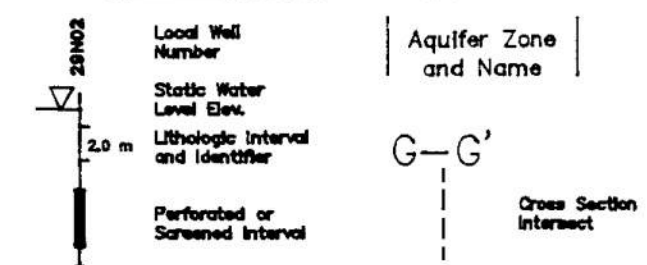 29N02
Local Well
Number
Static Water
Level Elev.
2.0 m
Lithologic Interval
and Identifier
Perforated or
Screened Interval
Aquifer Zone
and Name
G—G'
Cross Section
Intersect